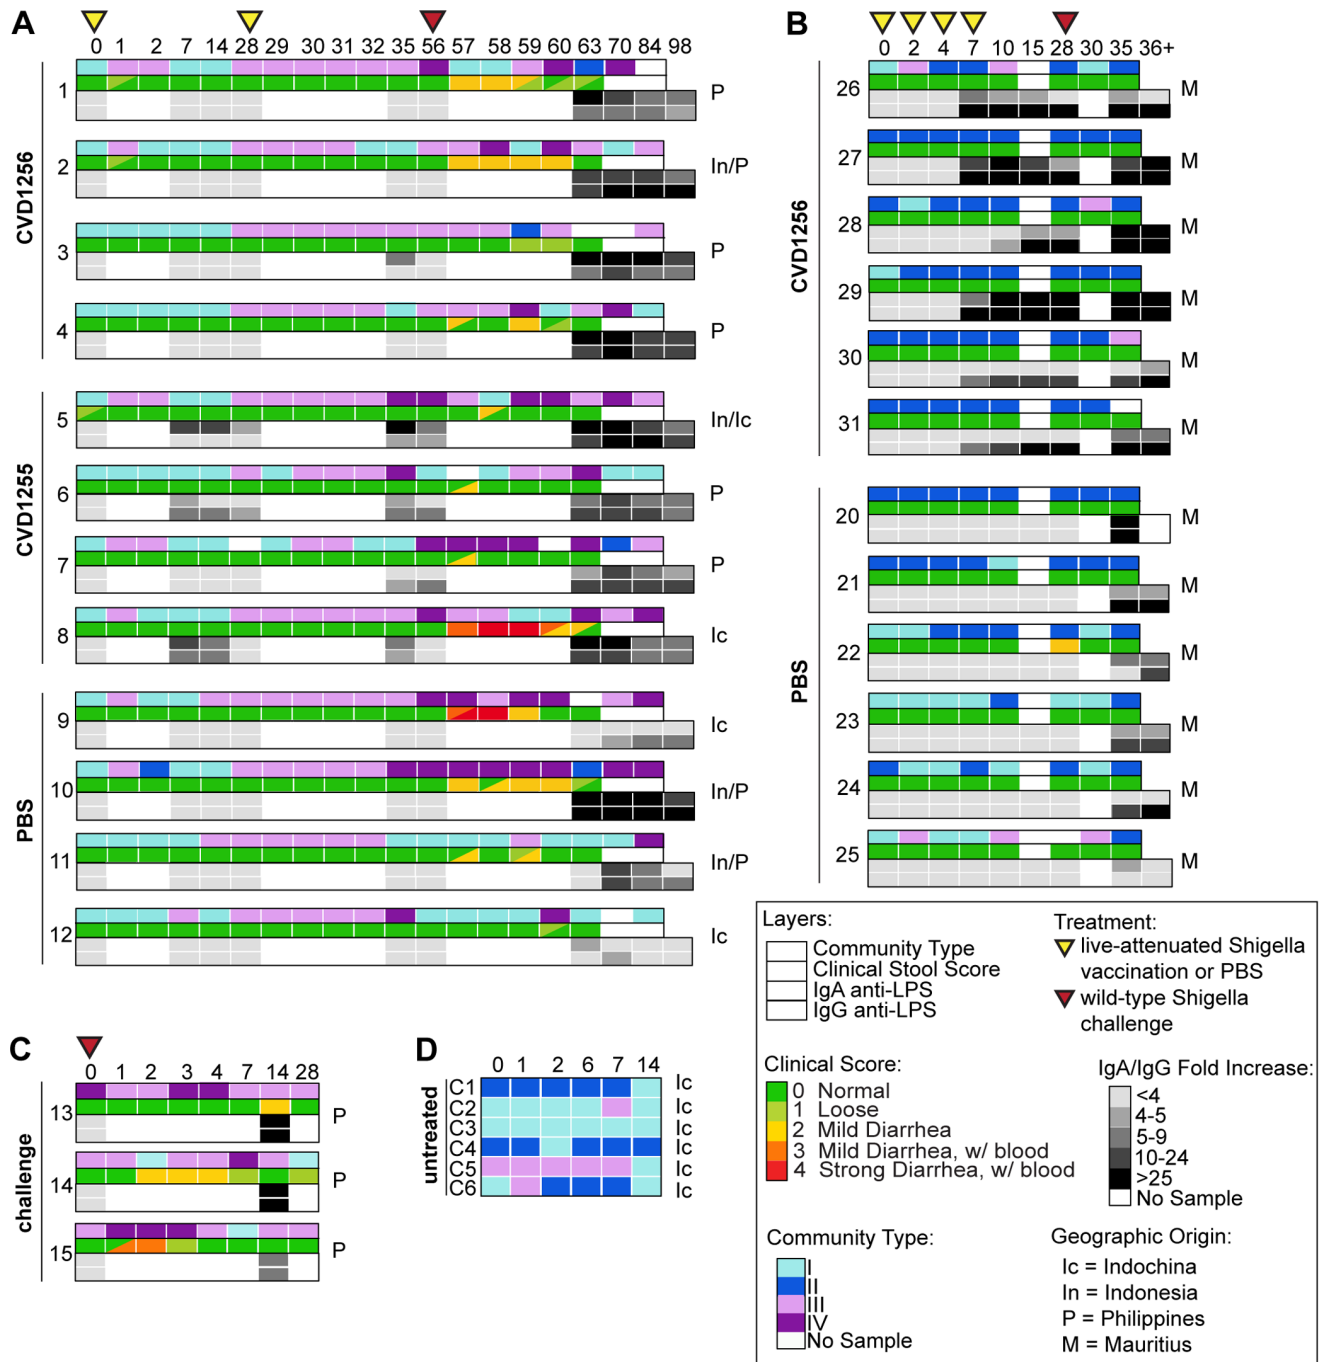 A
0 1 2 7 14 28 29 30 31 32 35 56 57 58 59 60 63 70 84 98
CVD1256
1 P
2 In/P
3 P
4 P
CVD1255
5 In/Ic
6 P
7 P
8 Ic
PBS
9 Ic
10 In/P
11 In/P
12 Ic
B
0 2 4 7 10 15 28 30 35 36+
CVD1256
26 M
27 M
28 M
29 M
30 M
31 M
PBS
20 M
21 M
22 M
23 M
24 M
25 M
C
0 1 2 3 4 7 14 28
challenge
13 P
14 P
15 P
D
0 1 2 6 7 14
untreated
C1 Ic
C2 Ic
C3 Ic
C4 Ic
C5 Ic
C6 Ic
Layers:
Community Type
Clinical Stool Score
IgA anti-LPS
IgG anti-LPS
Treatment:
live-attenuated Shigella
vaccination or PBS
wild-type Shigella
challenge
Clinical Score:
0 Normal
1 Loose
2 Mild Diarrhea
3 Mild Diarrhea, w/ blood
4 Strong Diarrhea, w/ blood
IgA/IgG Fold Increase:
<4
4-5
5-9
10-24
>25
No Sample
Community Type:
I
II
III
IV
No Sample
Geographic Origin:
Ic = Indochina
In = Indonesia
P = Philippines
M = Mauritius